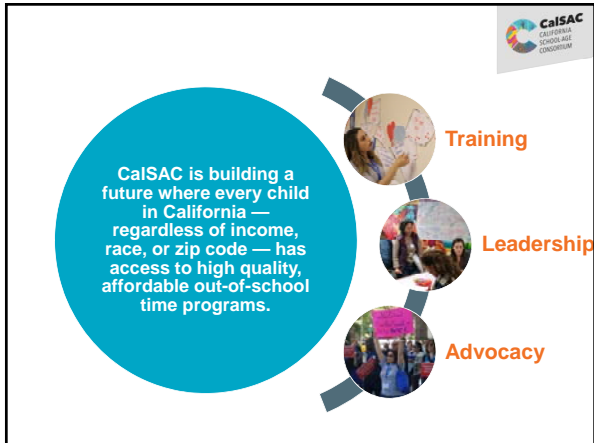 CalSAC
CALIFORNIA
SCHOOL-AGE
CONSORTIUM
CalSAC is building a
future where every child
in California —
regardless of income,
race, or zip code — has
access to high quality,
affordable out-of-school
time programs.
Training
Leadership
Advocacy